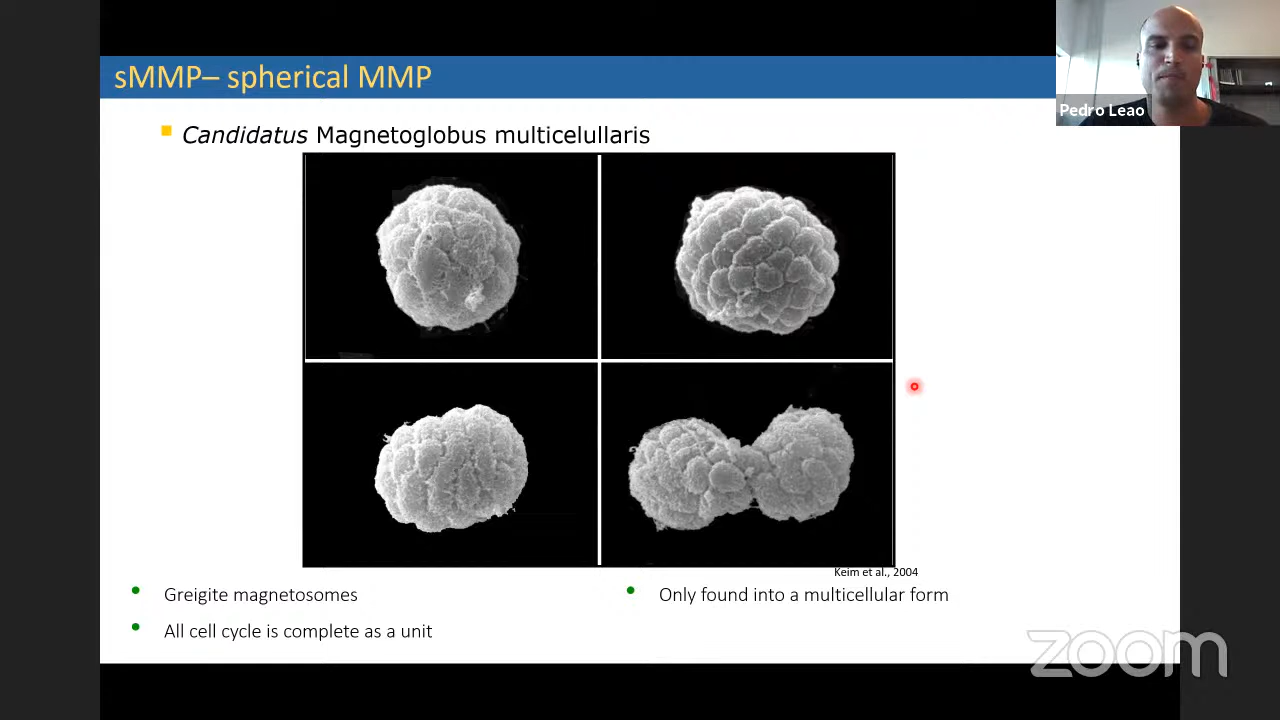 sMMP– spherical MMP
Pedro Leao
Candidatus Magnetoglobus multicelullaris
Keim et al., 2004
Greigite magnetosomes
Only found into a multicellular form
All cell cycle is complete as a unit
zoom